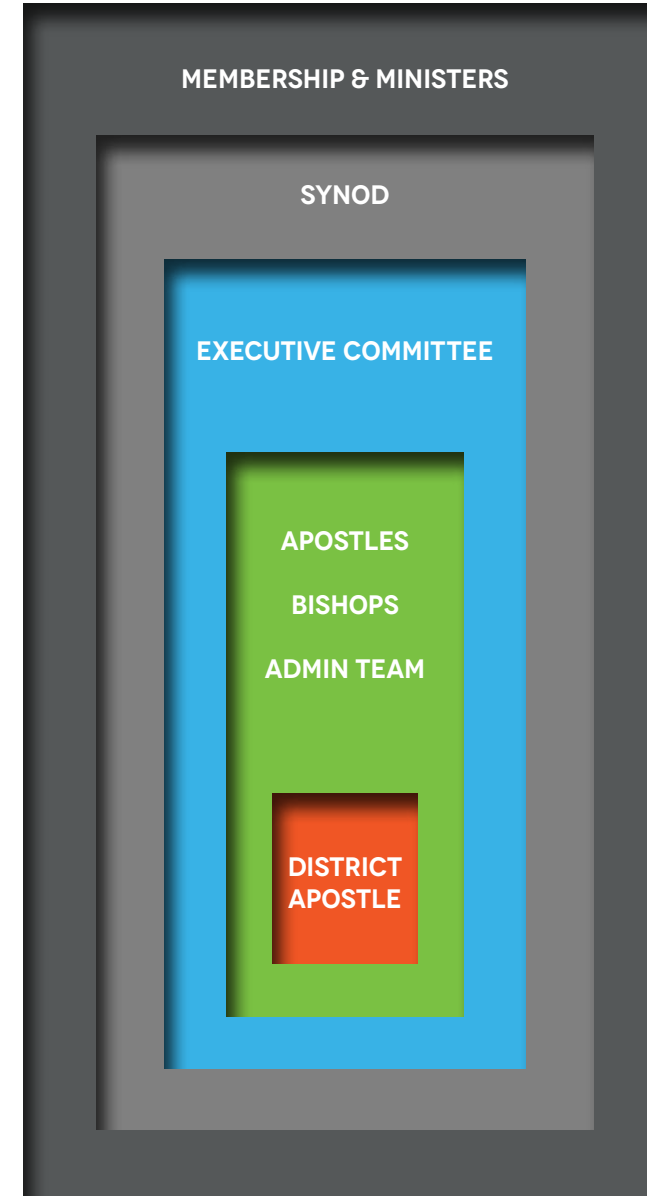 MEMBERSHIP & MINISTERS
SYNOD
EXECUTIVE COMMITTEE
APOSTLES
BISHOPS
ADMIN TEAM
DISTRICT
APOSTLE